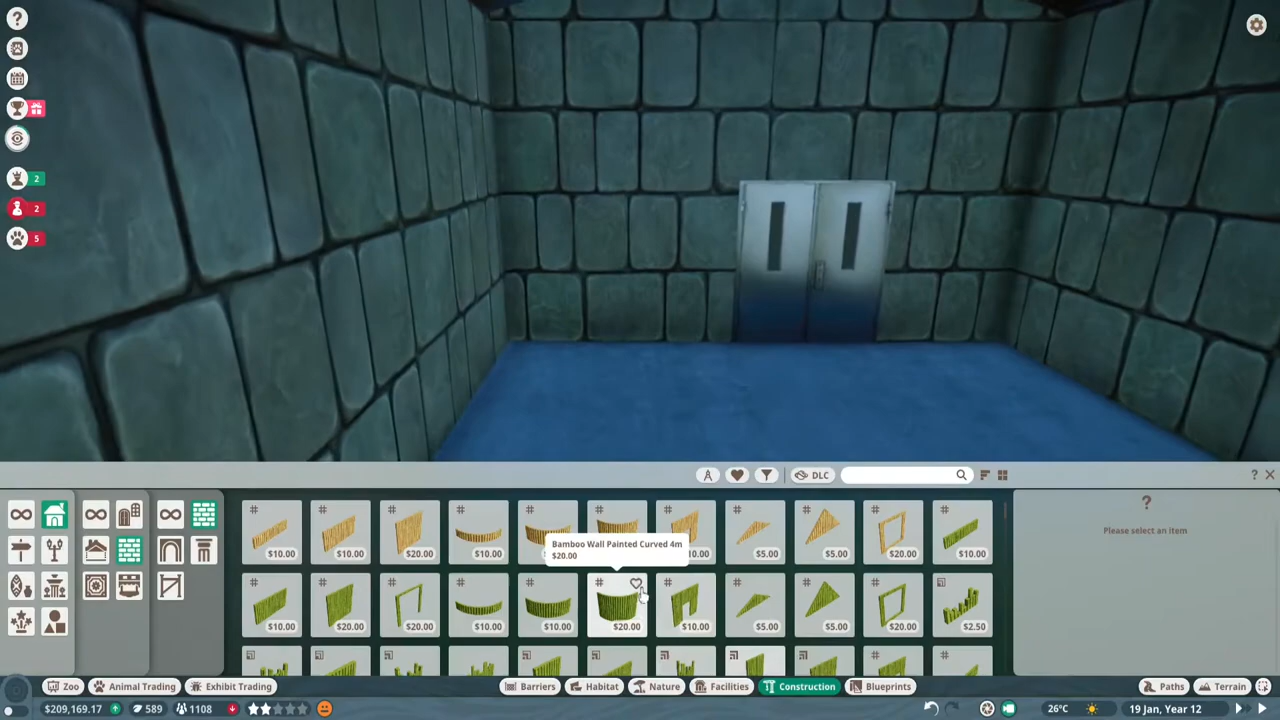 ?
2
2
5
DLC
? ×
Bamboo Wall Painted Curved 4m
$20.00
?
Please select an item
$10.00 $10.00 $20.00 $10.00 $5.00 $5.00 $20.00 $10.00
$10.00 $20.00 $20.00 $10.00 $10.00 $20.00 $10.00 $5.00 $5.00 $20.00 $2.50
Zoo Animal Trading Exhibit Trading Barriers Habitat Nature Facilities Construction Blueprints Paths Terrain
$209,169.17 589 1108 26°C 19 Jan, Year 12